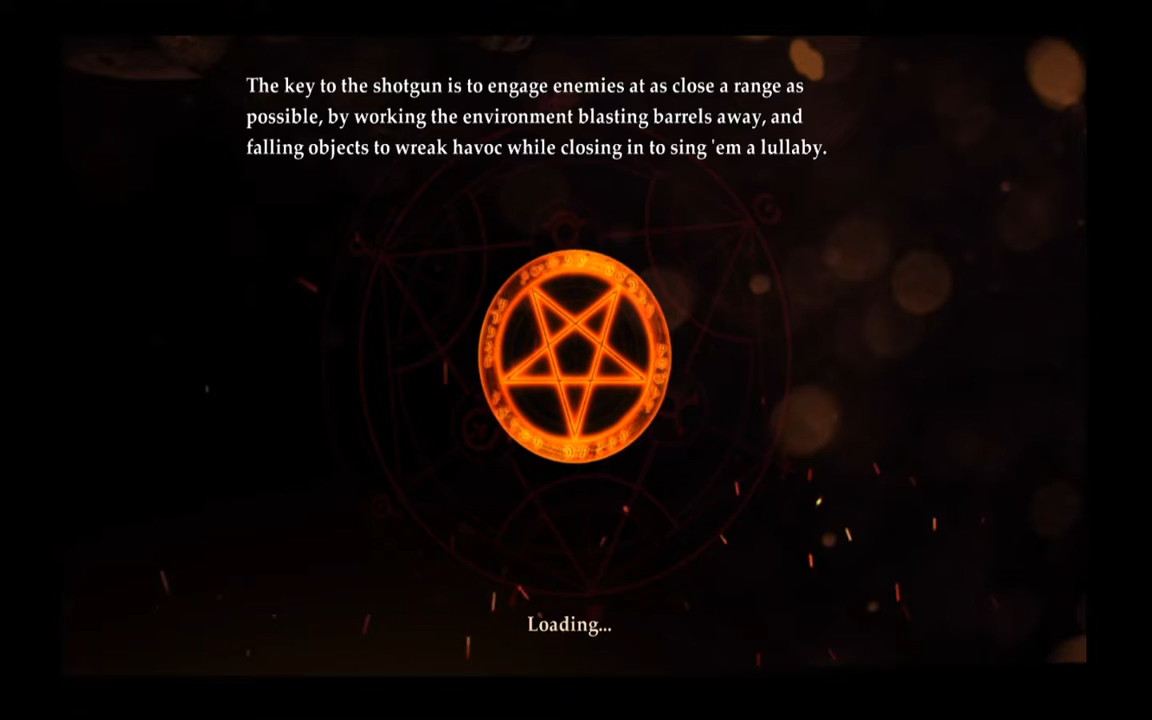 The key to the shotgun is to engage enemies at as close a range as
possible, by working the environment blasting barrels away, and
falling objects to wreak havoc while closing in to sing 'em a lullaby.
Loading...